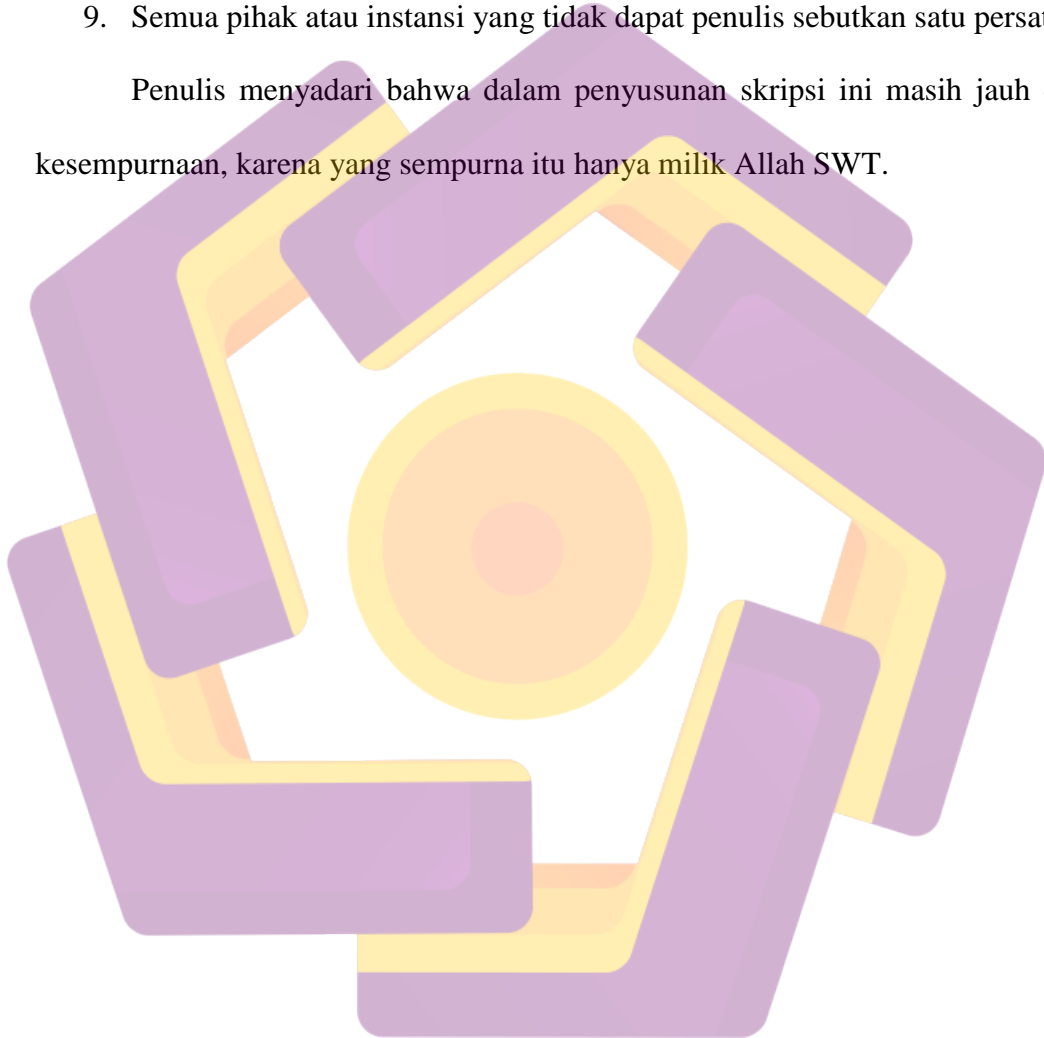 9. Semua pihak atau instansi yang tidak dapat penulis sebutkan satu
Penulis menyadari bahwa dalam penyusunan skripsi ini masih jauh
kesempurnaan, karena yang sempurna itu hanya milik Allah SWT.